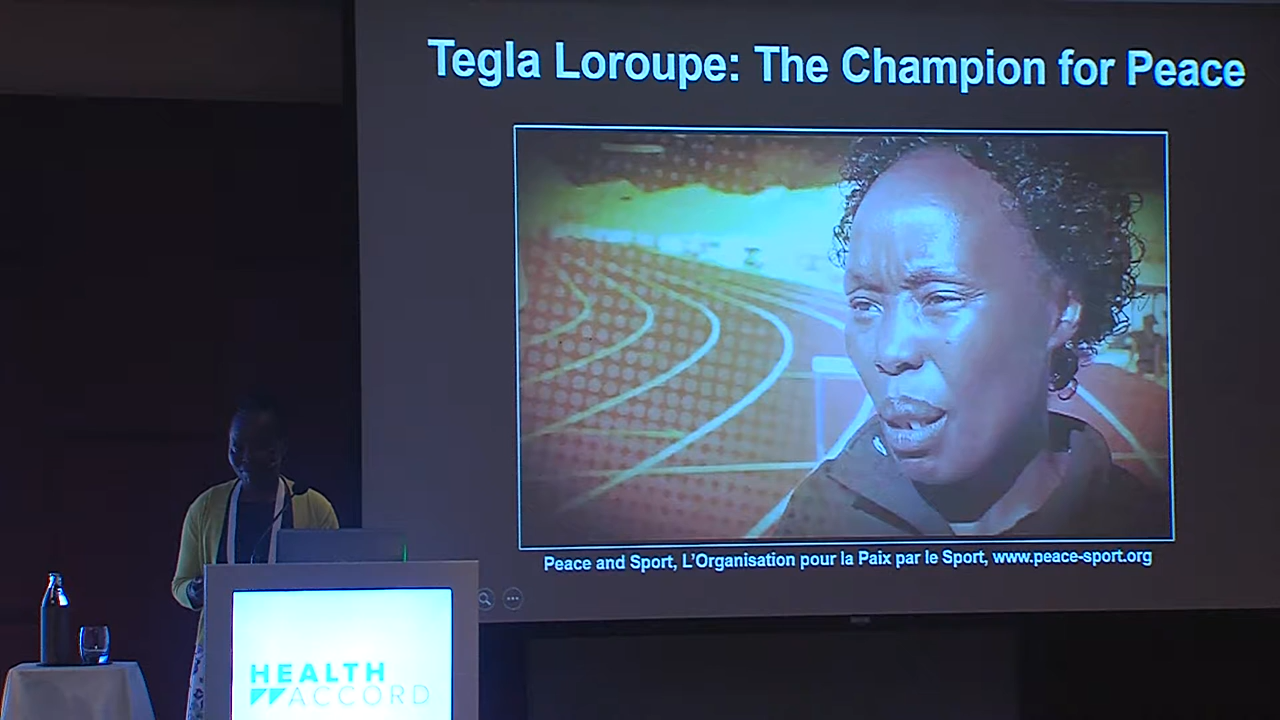 Tegla Loroupe: The Champion for Peace
Peace and Sport, L'Organisation pour la Paix par le Sport, www.peace-sport.org
HEALTH
ACCORD